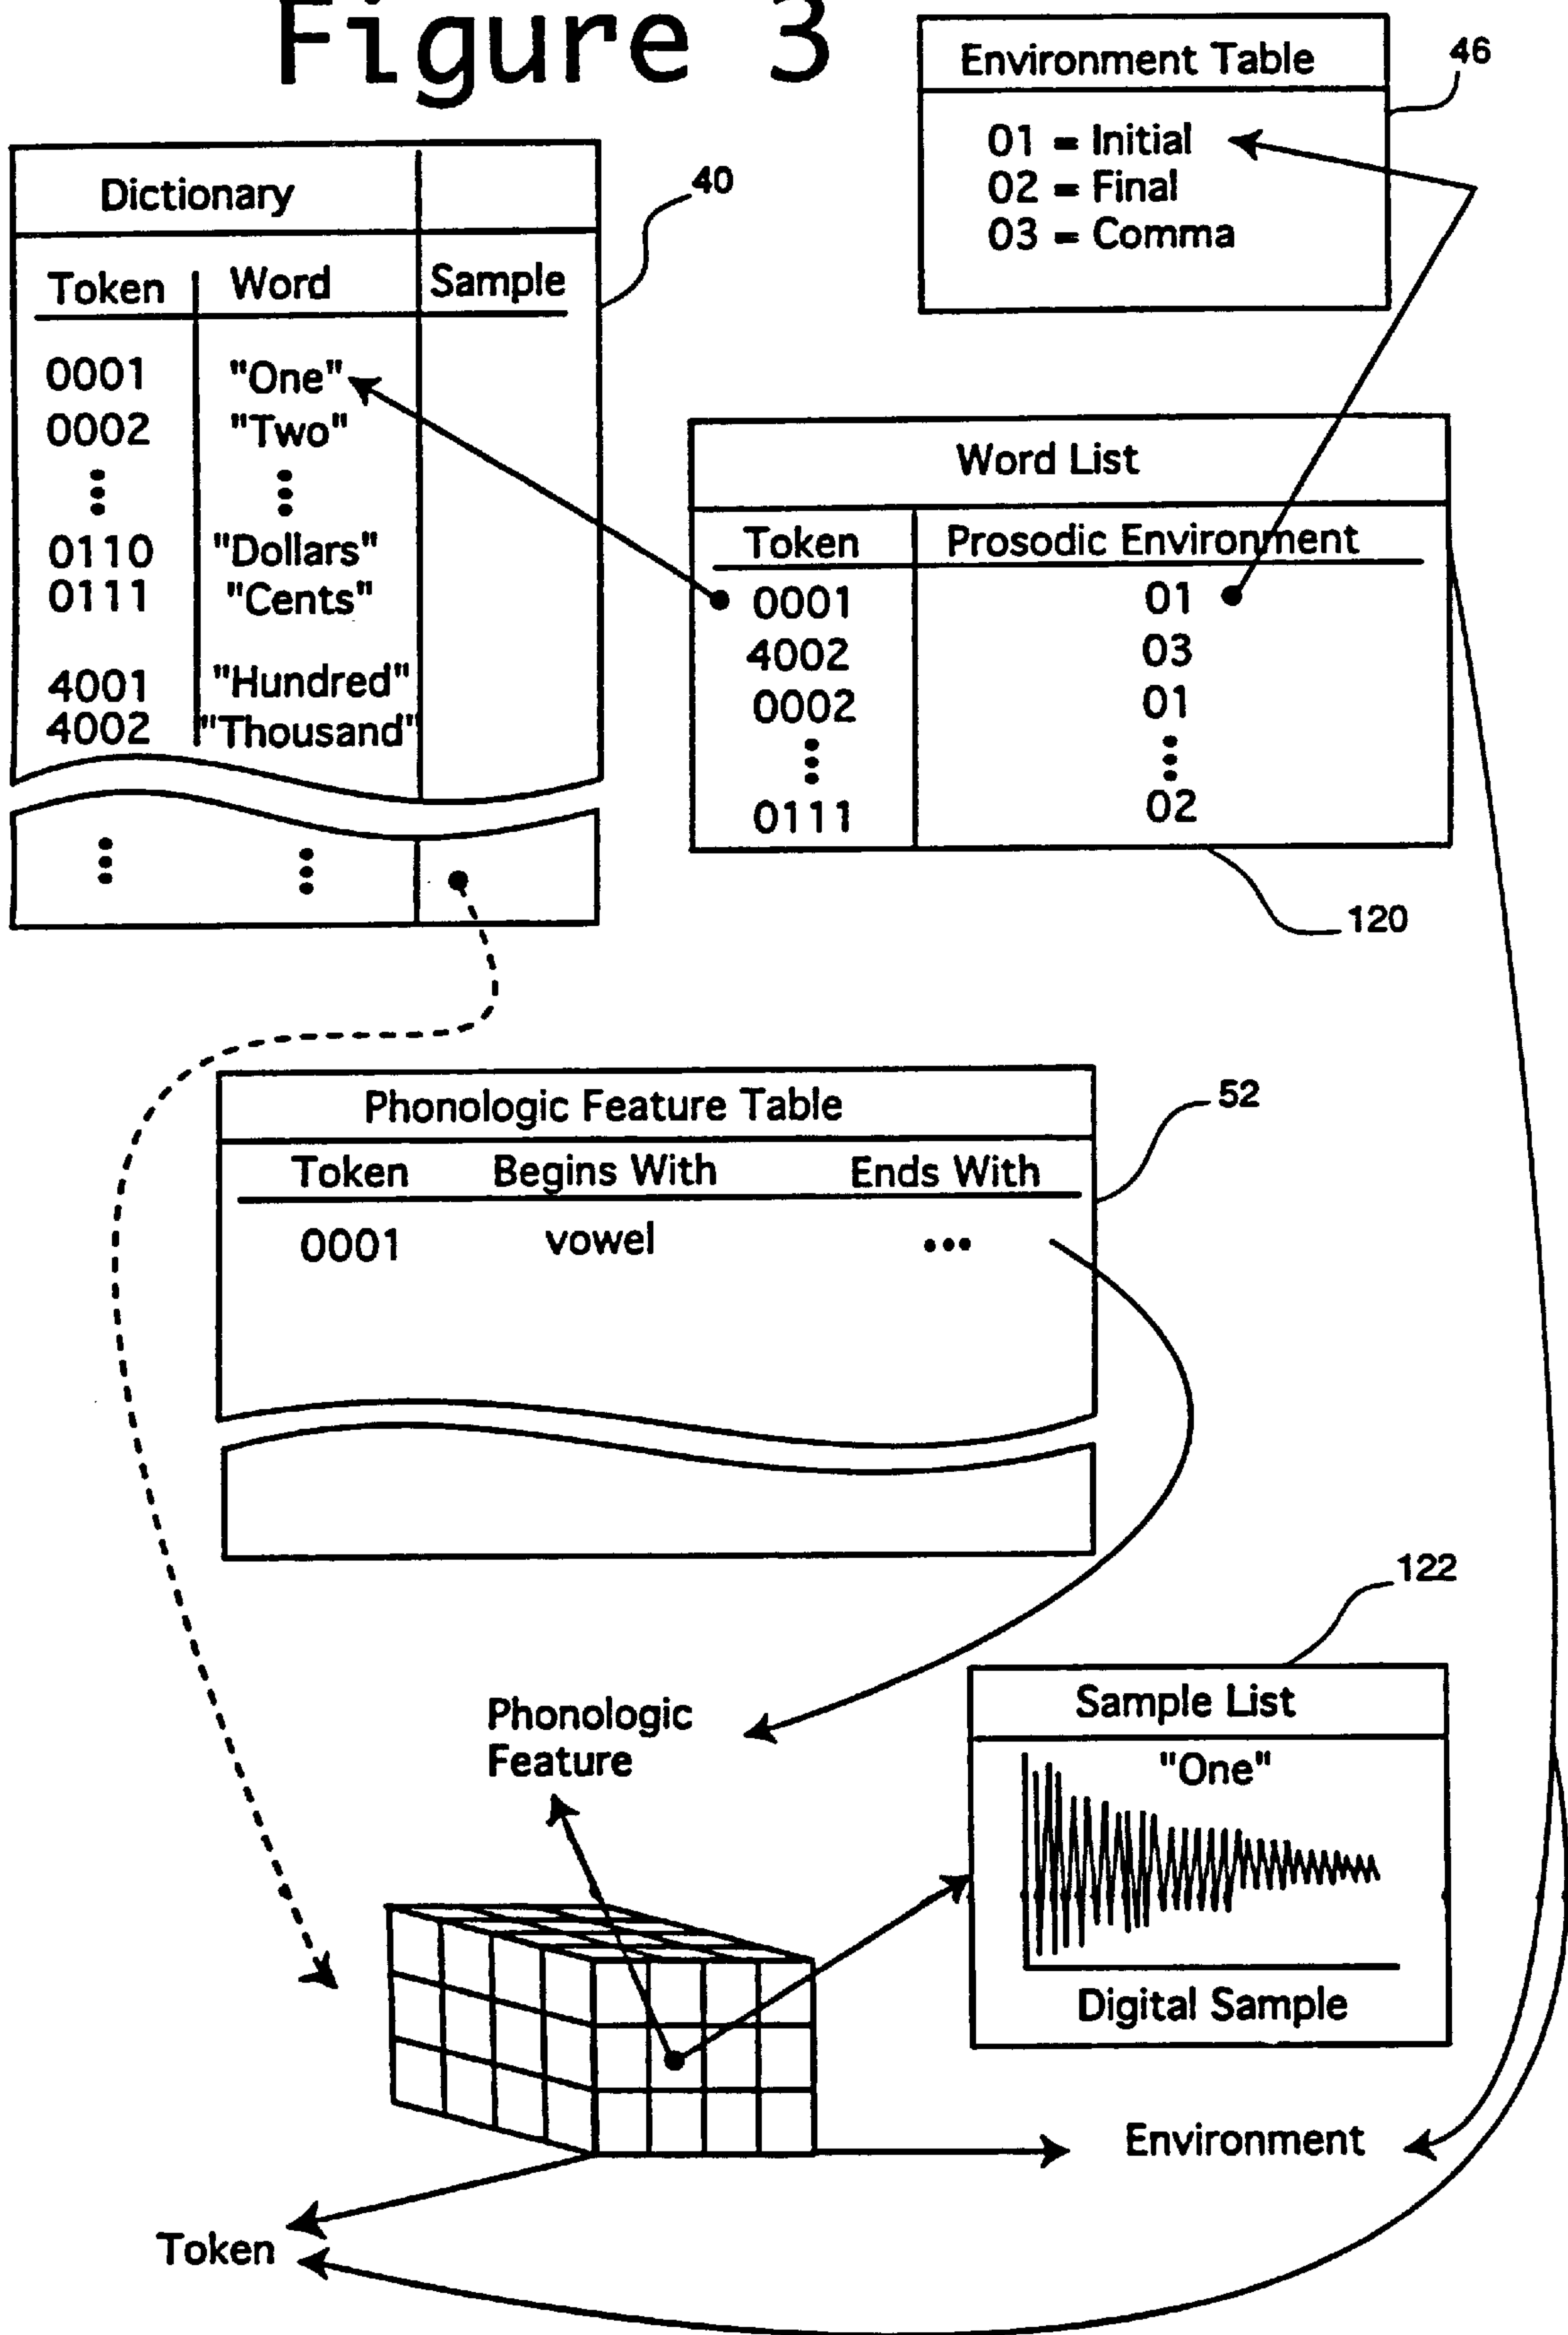 Figure 3
Environment Table
46
01 = Initial
02 = Final
03 = Comma
Dictionary
40
Token Word Sample
0001 "One"
0002 "Two"
0110 "Dollars"
0111 "Cents"
4001 "Hundred"
4002 "Thousand"
Word List
Token Prosodic Environment
0001 01
4002 03
0002 01
0111 02
120
Phonologic Feature Table
52
Token Begins With Ends With
0001 vowel •••
122
Phonologic
Feature
Sample List
"One"
Digital Sample
Environment
Token